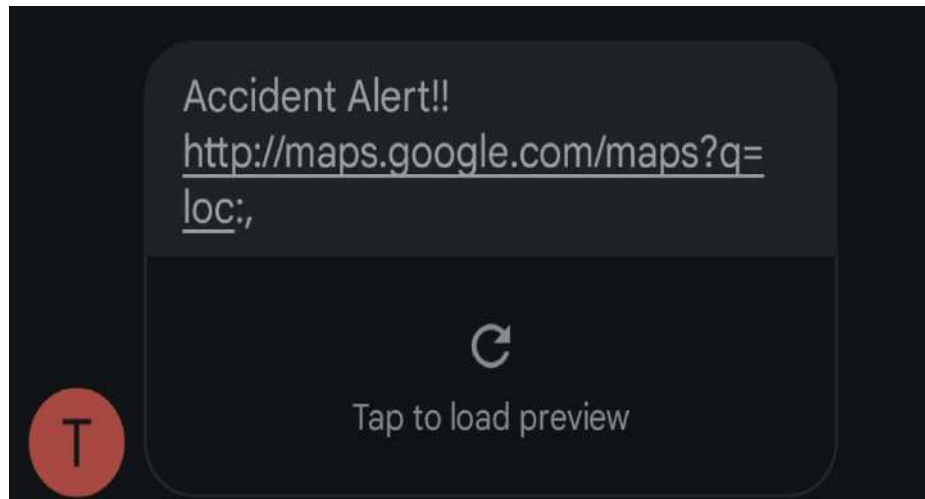 Accident Alert!!
http://maps.google.com/maps?q=
loc:,
Tap to load preview
T